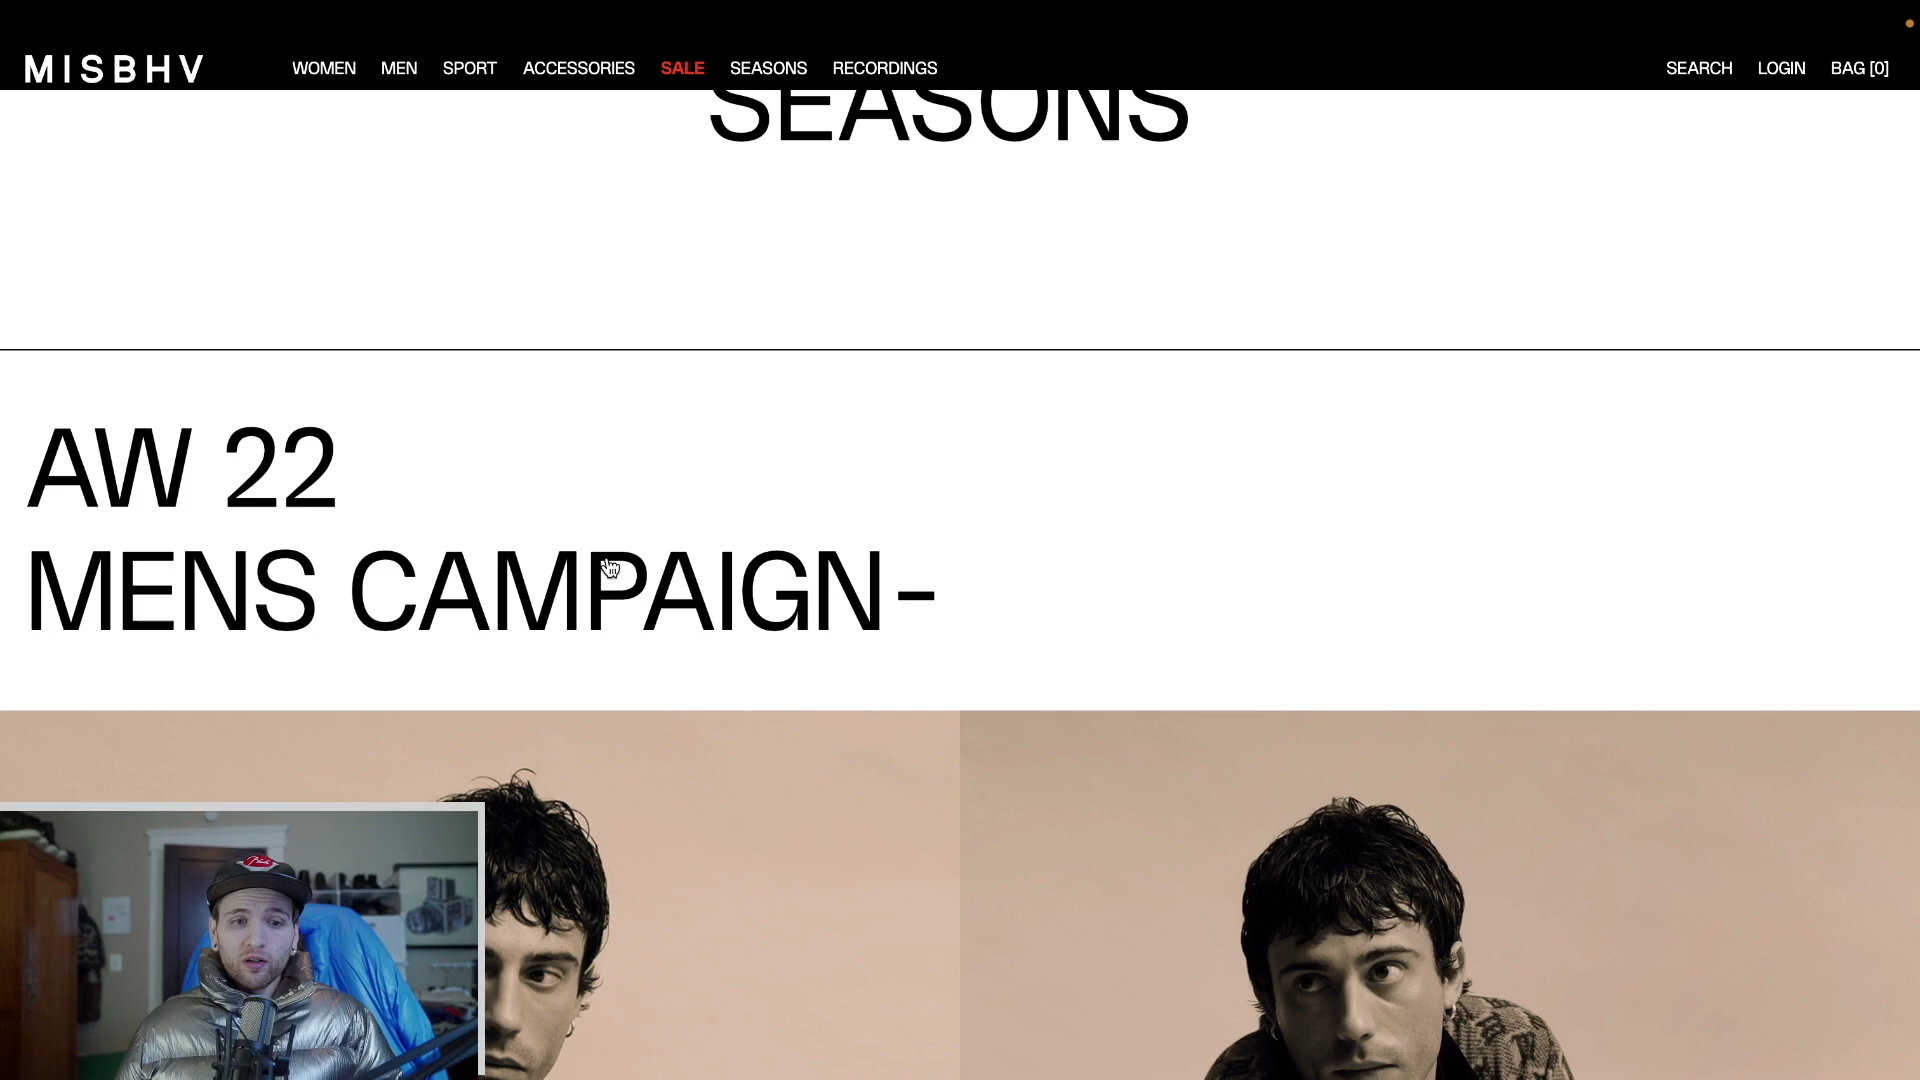 MISBHV
WOMEN MEN SPORT ACCESSORIES SALE SEASONS RECORDINGS
SEARCH LOGIN BAG [0]
SEASONS
AW 22
MENS CAMPAIGN-